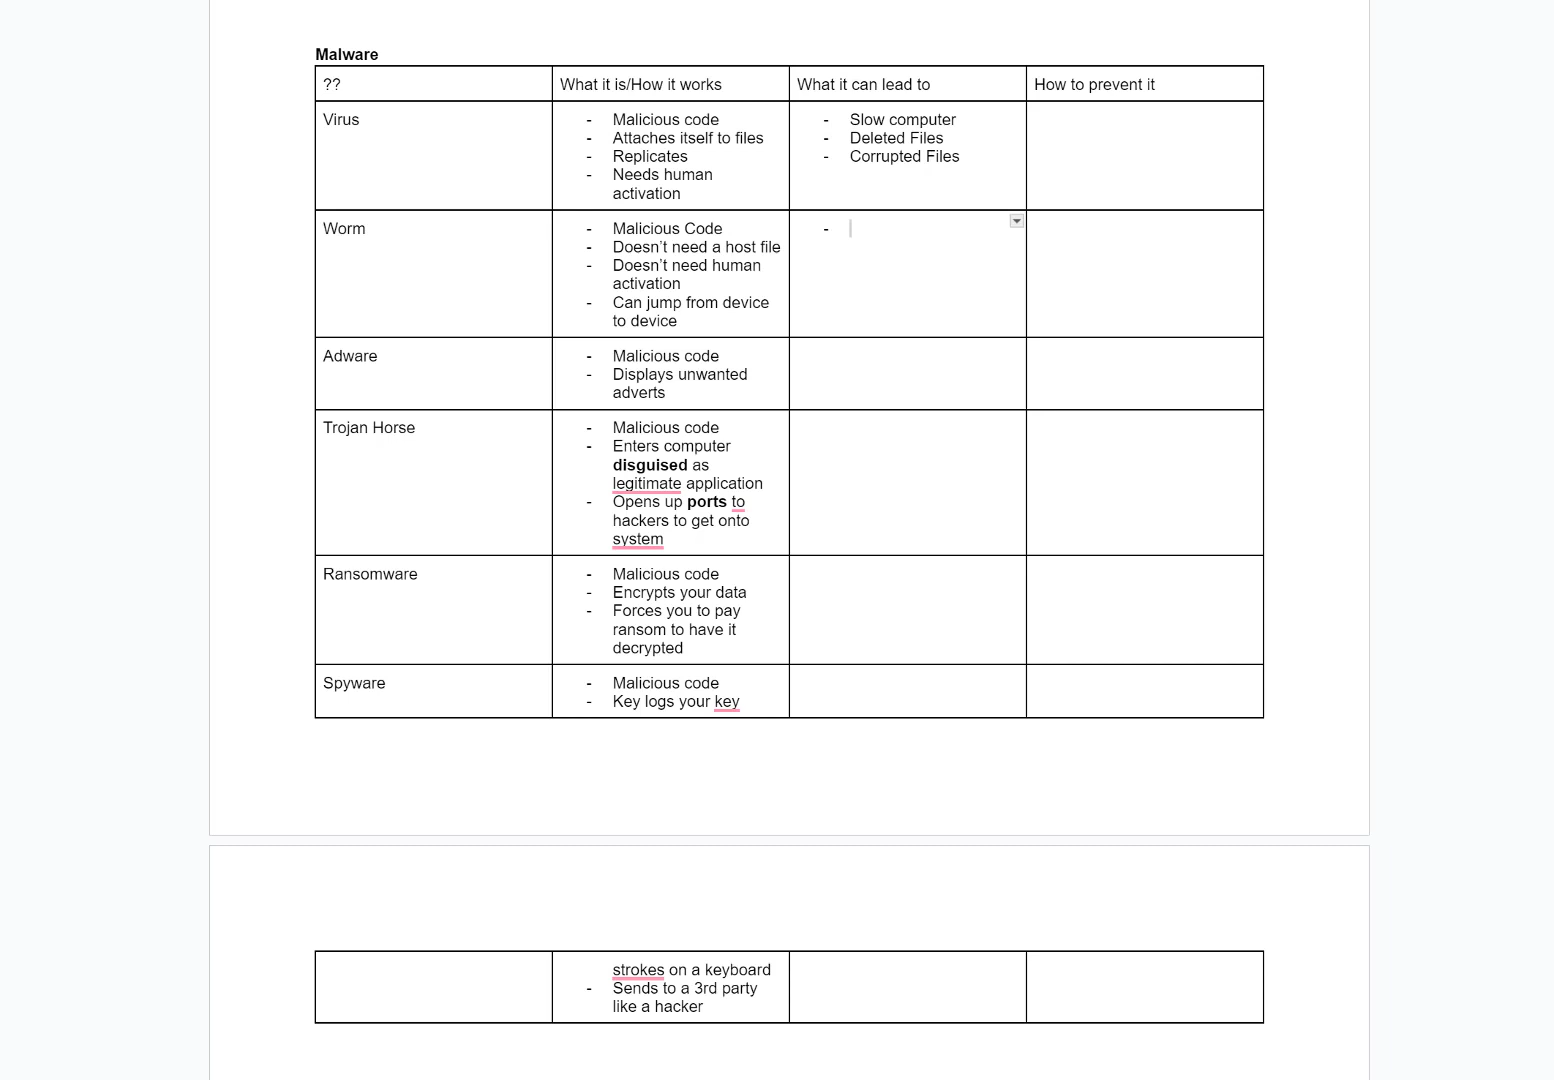 Malware
??
What it is/How it works
What it can lead to
How to prevent it
Virus
- Malicious code
- Attaches itself to files
- Replicates
- Needs human
activation
- Slow computer
- Deleted Files
- Corrupted Files
Worm
- Malicious Code
- Doesn't need a host file
- Doesn't need human
activation
- Can jump from device
to device
-
Adware
- Malicious code
- Displays unwanted
adverts
Trojan Horse
- Malicious code
- Enters computer
disguised as
legitimate application
- Opens up ports to
hackers to get onto
system
Ransomware
- Malicious code
- Encrypts your data
- Forces you to pay
ransom to have it
decrypted
Spyware
- Malicious code
- Key logs your key
strokes on a keyboard
- Sends to a 3rd party
like a hacker